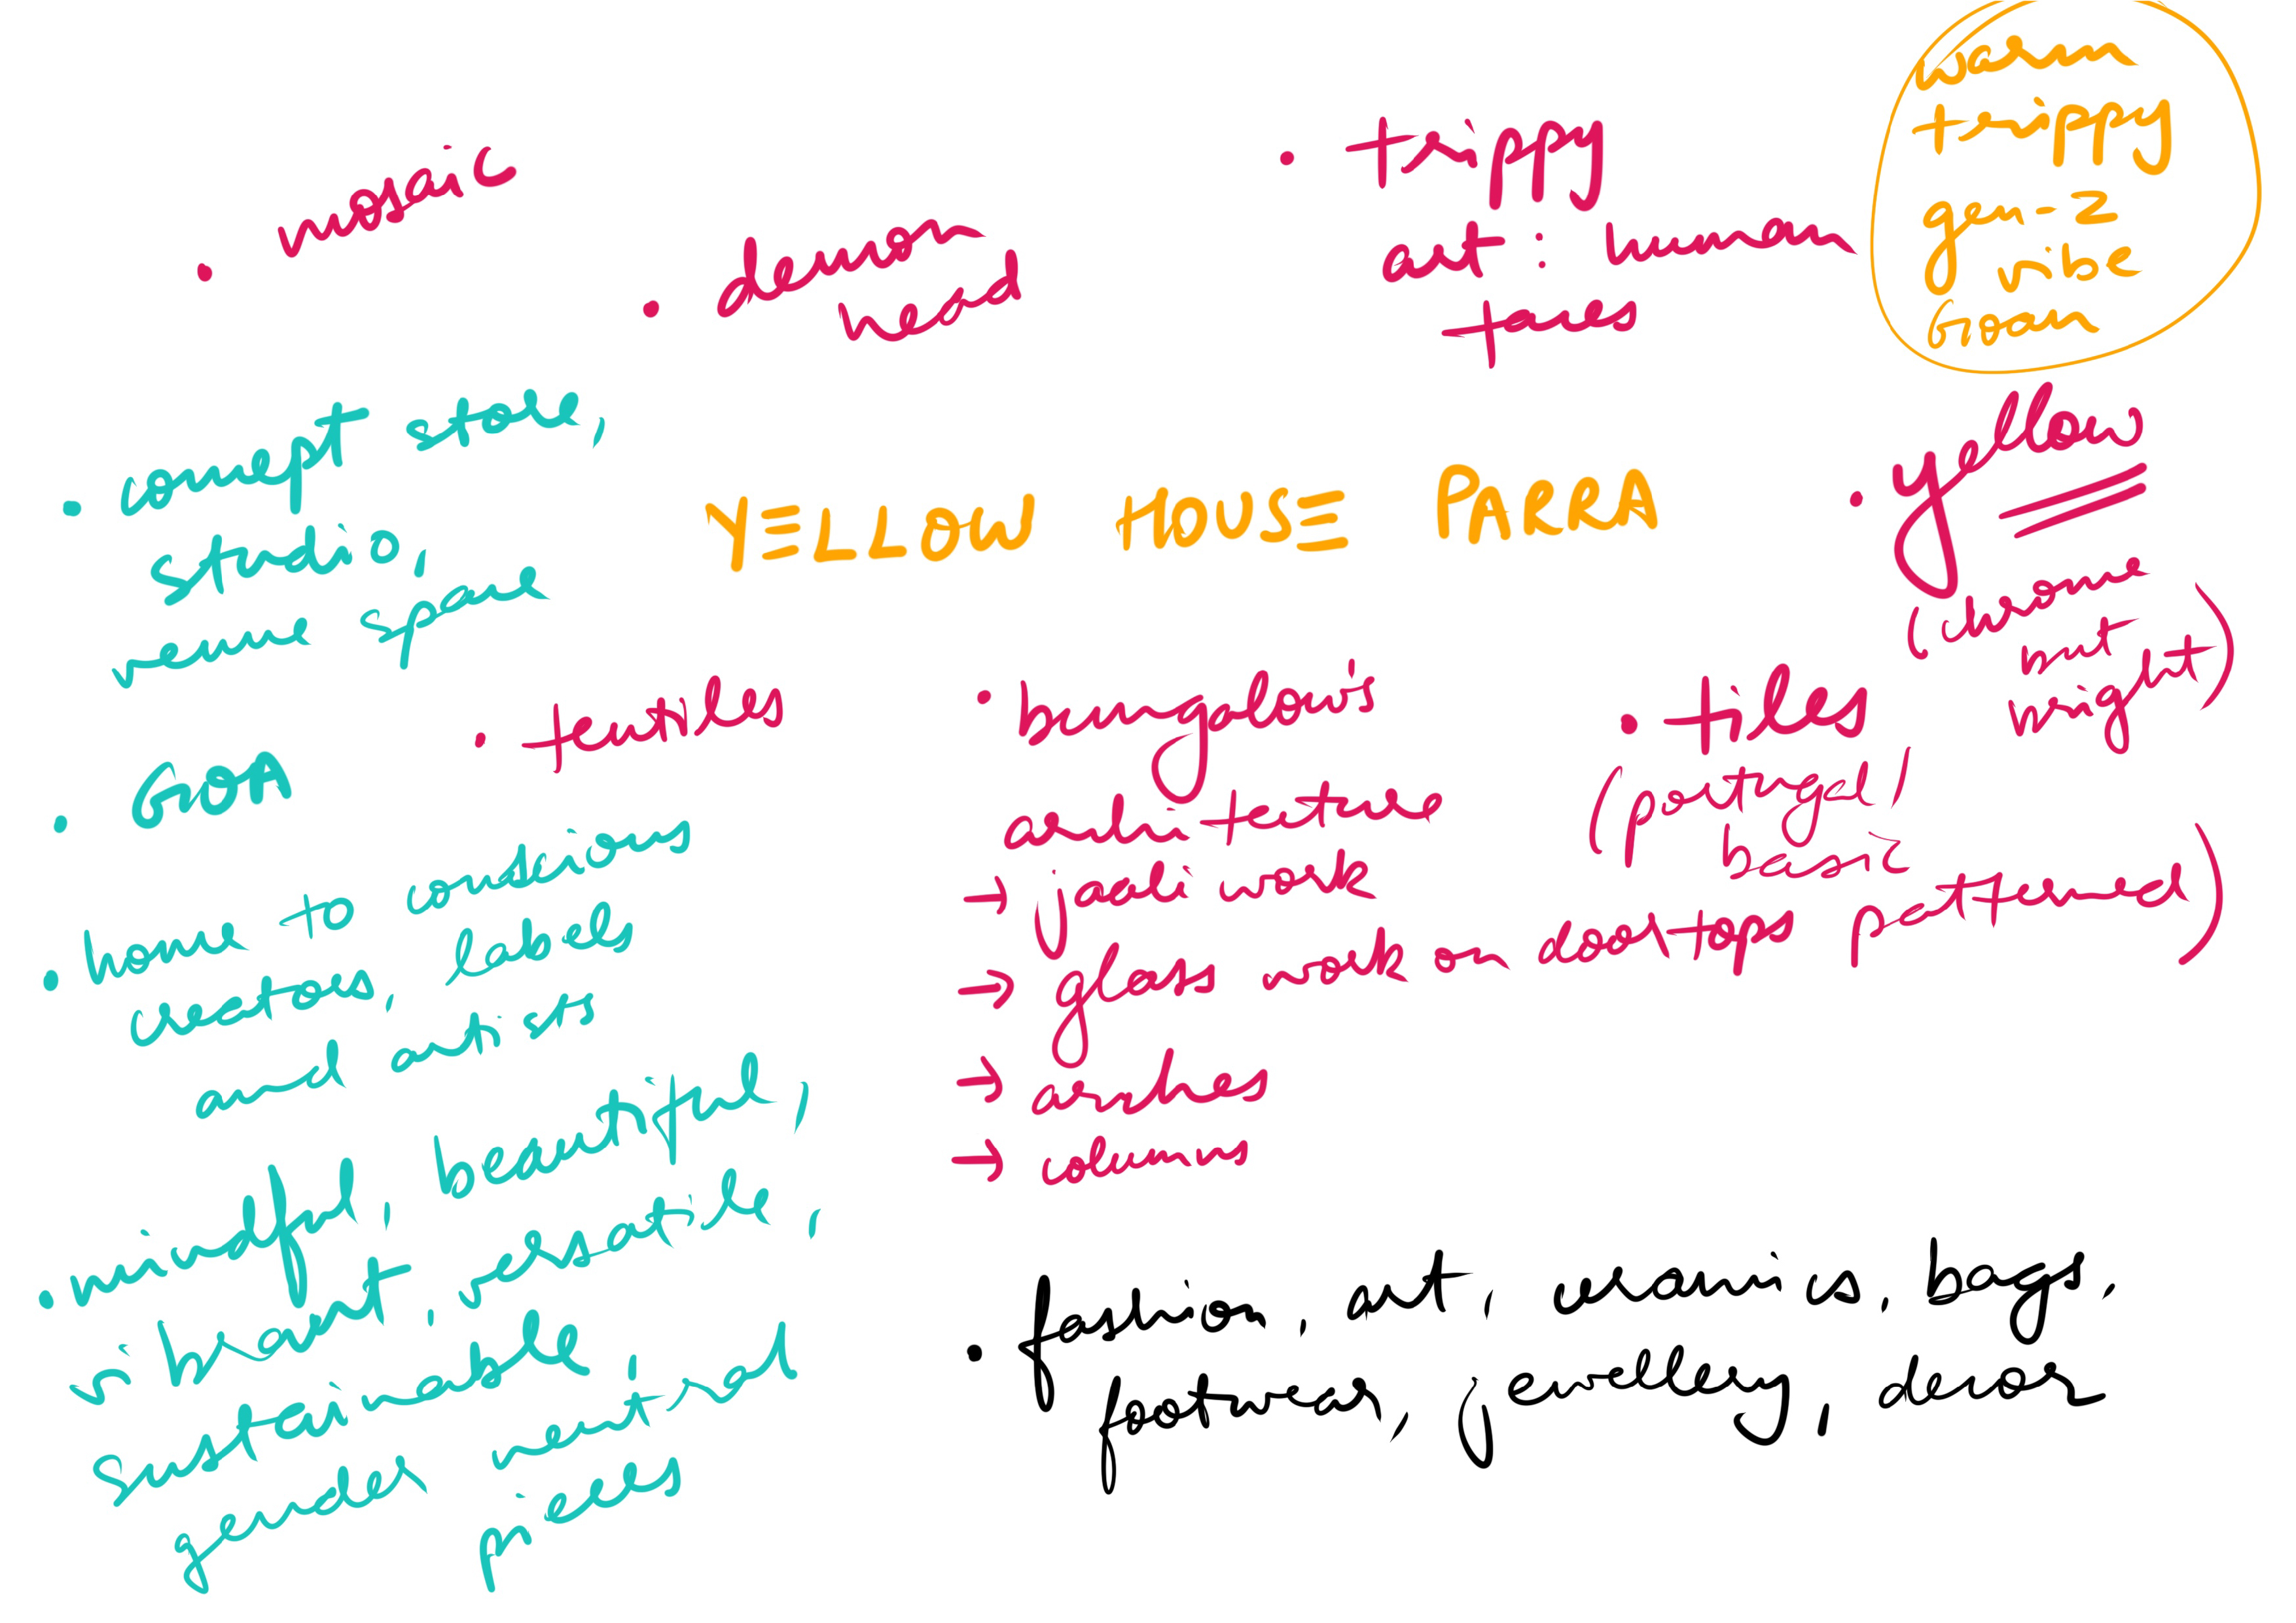 warm
trippy
gen-z
vibe
Goan
• mosaic
• demon
head
• trippy
art : human
faces
• concept store,
studio,
venue space
YELLOW HOUSE PARRA
• yellow
(chrome
but
bright)
• textiles
• bungalow's
architecture
→ jaali work
→ glass work on door tops
→ arches
→ columns
• tiles
(portugal,
basic
patterned)
• GOA
• home to conscious
creators, labels
and artists
• mindful, beautiful,
vibrant, versatile,
sustainable,
gender neutral
pieces
• fashion, art, ceramics, bags,
footwear, jewellery, decor